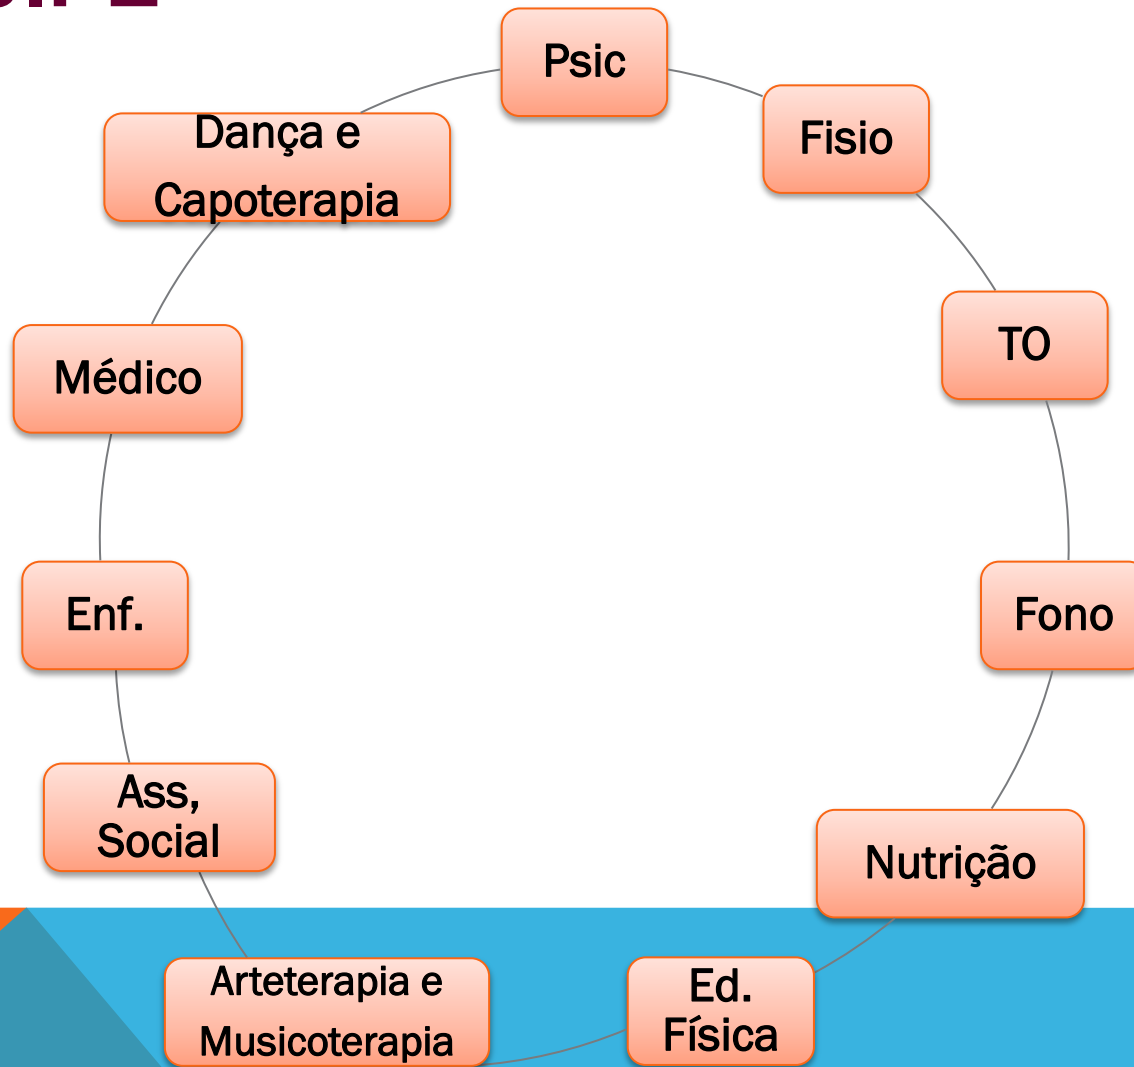 Psic
Fisio
TO
Fono
Nutrição
Ed.
Física
Arteterapia e
Musicoterapia
Ass,
Social
Enf.
Médico
Dança e
Capoterapia